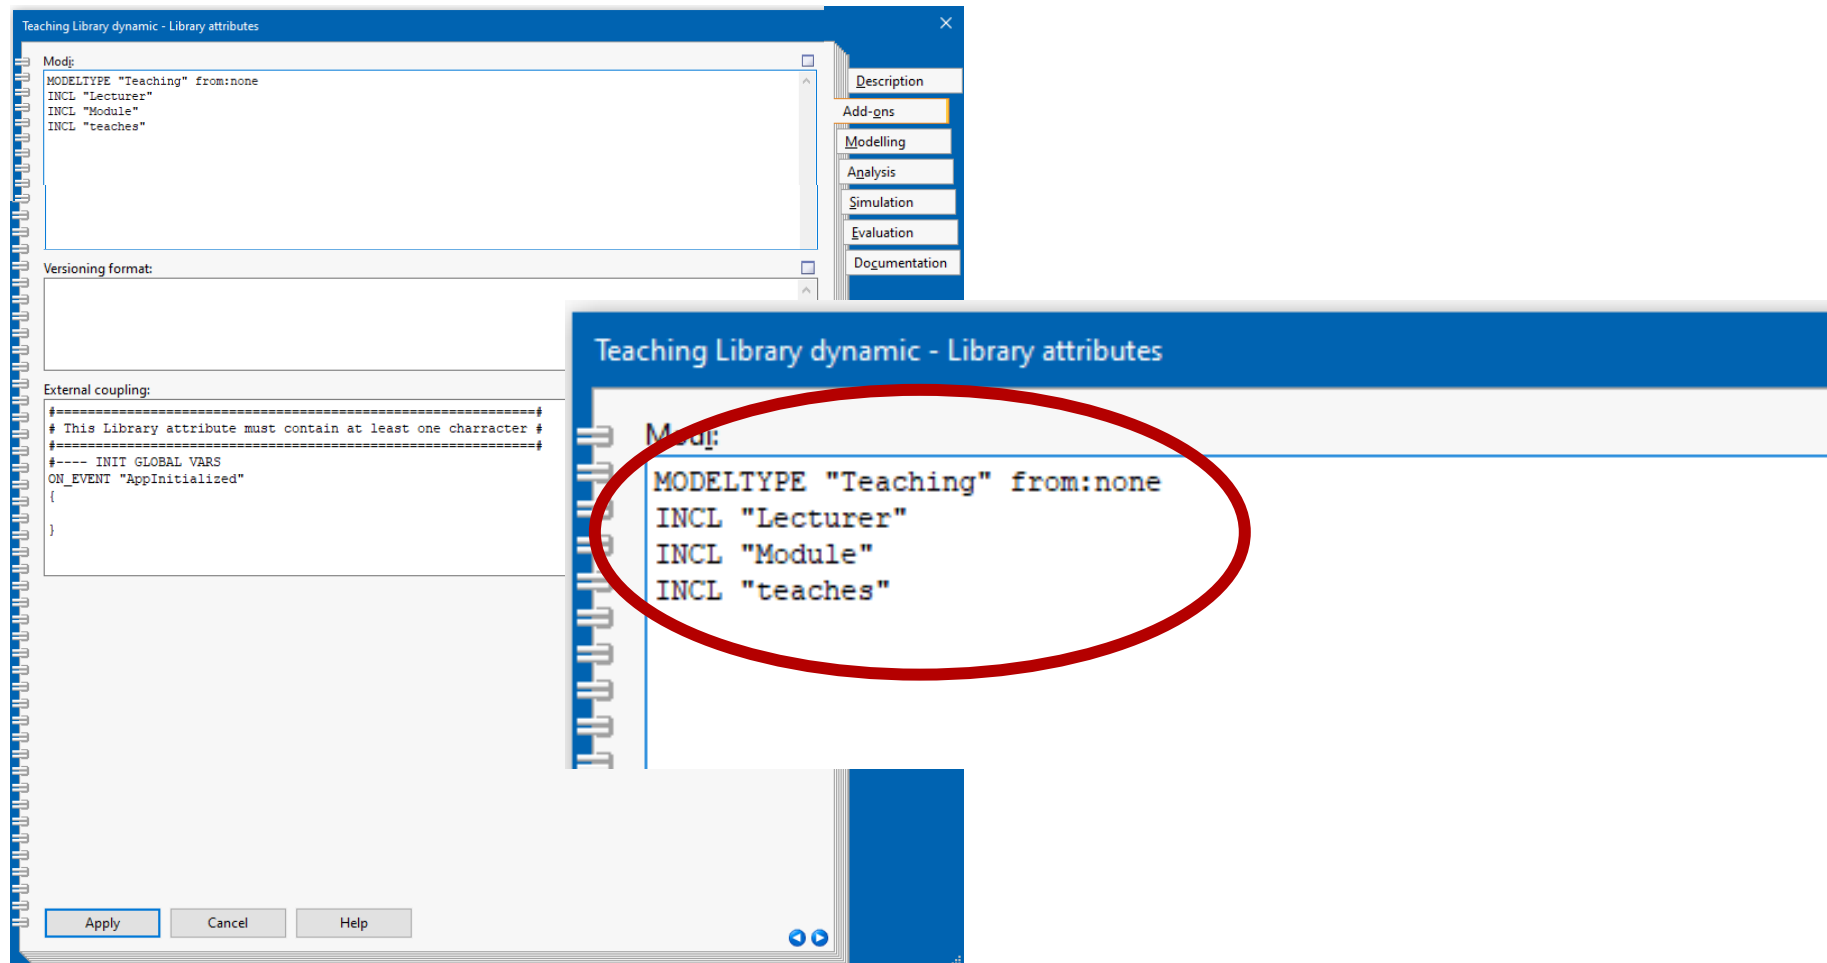 Teaching Library dynamic - Library attributes
Modi:
MODELTYPE "Teaching" from:none
INCL "Lecturer"
INCL "Module"
INCL "teaches"
Description
Add-ons
Modelling
Analysis
Simulation
Evaluation
Documentation
Versioning format:
External coupling:
#=============================================================#
# This Library attribute must contain at least one charracter #
#=============================================================#
#---- INIT GLOBAL VARS
ON_EVENT "AppInitialized"
{
}
Teaching Library dynamic - Library attributes
Modi:
MODELTYPE "Teaching" from:none
INCL "Lecturer"
INCL "Module"
INCL "teaches"
Apply
Cancel
Help